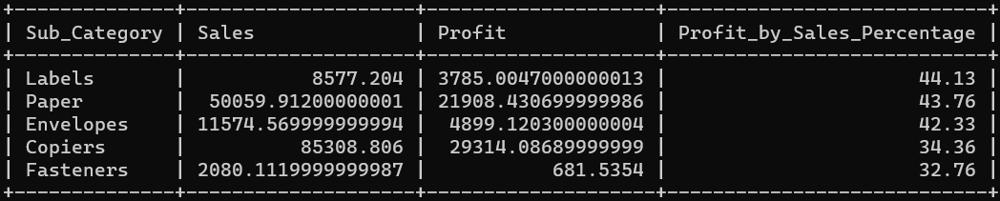 +--------------+--------------------+--------------------+----------------------------+
| Sub_Category | Sales              | Profit             | Profit_by_Sales_Percentage |
+--------------+--------------------+--------------------+----------------------------+
| Labels       |           8577.204 | 3785.0047000000013 |                      44.13 |
| Paper        |  50059.91200000001 | 21908.430699999986 |                      43.76 |
| Envelopes    | 11574.569999999994 |  4899.120300000004 |                      42.33 |
| Copiers      |          85308.806 |  29314.08689999999 |                      34.36 |
| Fasteners    | 2080.1119999999987 |           681.5354 |                      32.76 |
+--------------+--------------------+--------------------+----------------------------+